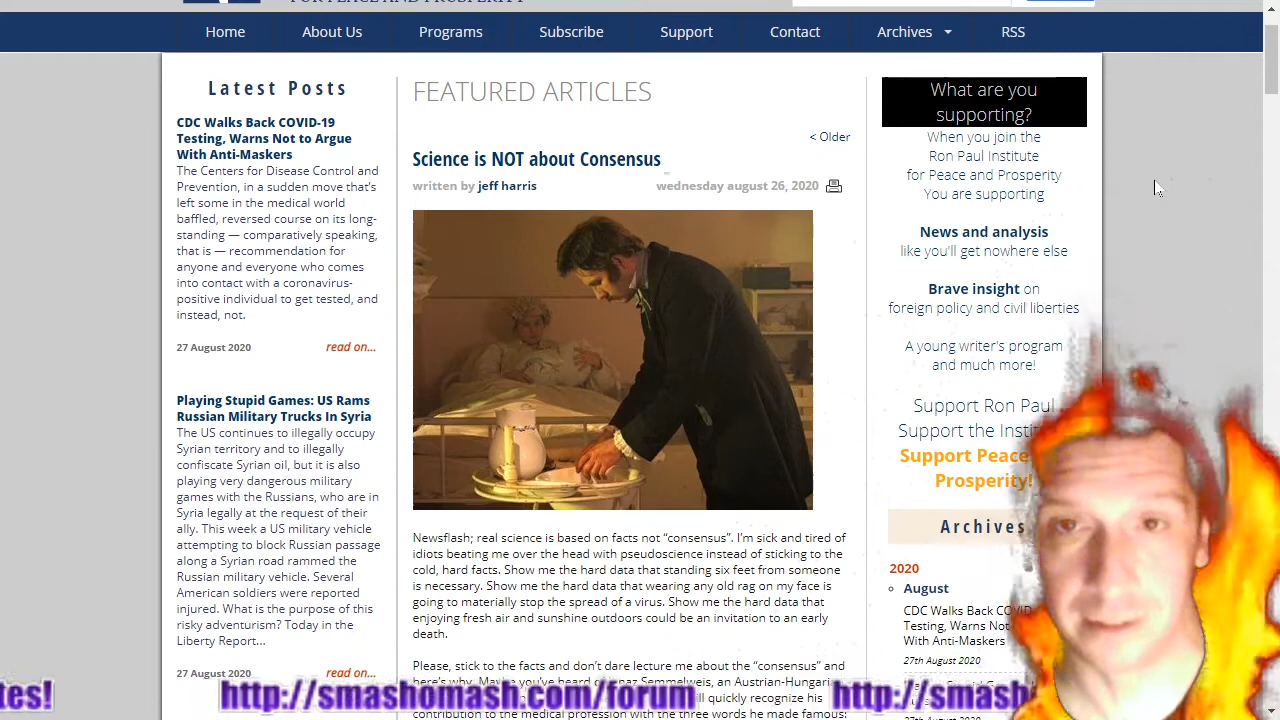 Home About Us Programs Subscribe Support Contact Archives RSS
Latest Posts
CDC Walks Back COVID-19
Testing, Warns Not to Argue
With Anti-Maskers
The Centers for Disease Control and
Prevention, in a sudden move that's
left some in the medical world
baffled, reversed course on its long-
standing — comparatively speaking,
that is — recommendation for
anyone and everyone who comes
into contact with a coronavirus-
positive individual to get tested, and
instead, not.
27 August 2020 read on...
Playing Stupid Games: US Rams
Russian Military Trucks In Syria
The US continues to illegally occupy
Syrian territory and to illegally
confiscate Syrian oil, but it is also
playing very dangerous military
games with the Russians, who are in
Syria legally at the request of their
ally. This week a US military vehicle
attempting to block Russian passage
along a Syrian road rammed the
Russian military vehicle. Several
American soldiers were reported
injured. What is the purpose of this
risky adventurism? Today in the
Liberty Report...
27 August 2020 read on...
FEATURED ARTICLES
< Older
Science is NOT about Consensus
written by jeff harris wednesday august 26, 2020
Newsflash; real science is based on facts not “consensus”. I’m sick and tired of
idiots beating me over the head with pseudoscience instead of sticking to the
cold, hard facts. Show me the hard data that standing six feet from someone
is necessary. Show me the hard data that wearing any old rag on my face is
going to materially stop the spread of a virus. Show me the hard data that
enjoying fresh air and sunshine outdoors could be an invitation to an early
death.
Please, stick to the facts and don’t dare lecture me about the “consensus” and
here’s why. Semmelweis, an Austrian-Hungari
will quickly recognize his
contribution to the medical profession with the three words he made famous:
What are you
supporting?
When you join the
Ron Paul Institute
for Peace and Prosperity
You are supporting
News and analysis
like you'll get nowhere else
Brave insight on
foreign policy and civil liberties
A young writer's program
and much more!
Support Ron Paul
Support the Instit
Support Peace
Prosperity!
Archives
2020
August
CDC Walks Back COVID
Testing, Warns Not
With Anti-Maskers
27th August 2020
tes! http://smashomash.com/forum http://smash